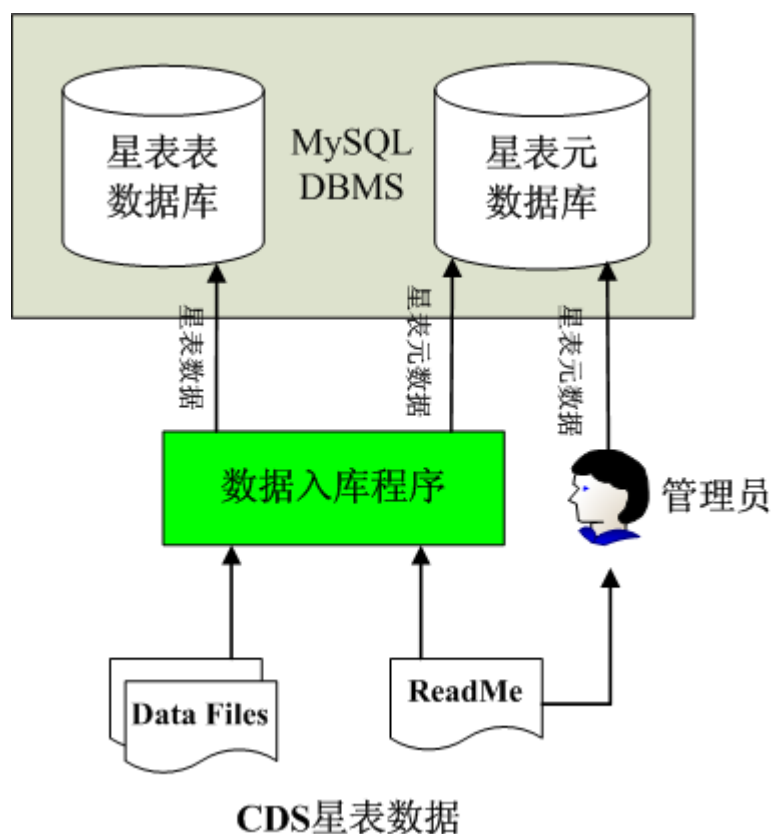 星表表
数据库
MySQL
DBMS
星表元
数据库
星表数据
星表元数据
星表元数据
数据入库程序
管理员
Data Files
ReadMe
CDS星表数据